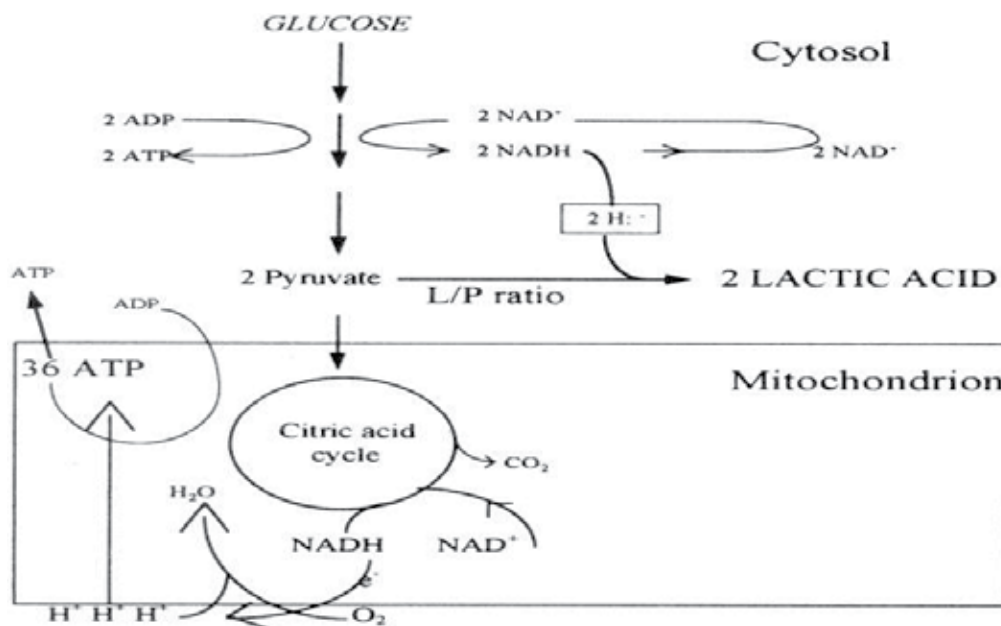 GLUCOSE
Cytosol
2 ADP
2 NAD⁺
2 ATP
2 NADH
2 NAD⁺
2 H: ⁻
ATP
2 Pyruvate
2 LACTIC ACID
L/P ratio
ADP
36 ATP
Mitochondrion
Citric acid
cycle
CO₂
H₂O
NADH
NAD⁺
e⁻
H⁺ H⁺ H⁺
O₂